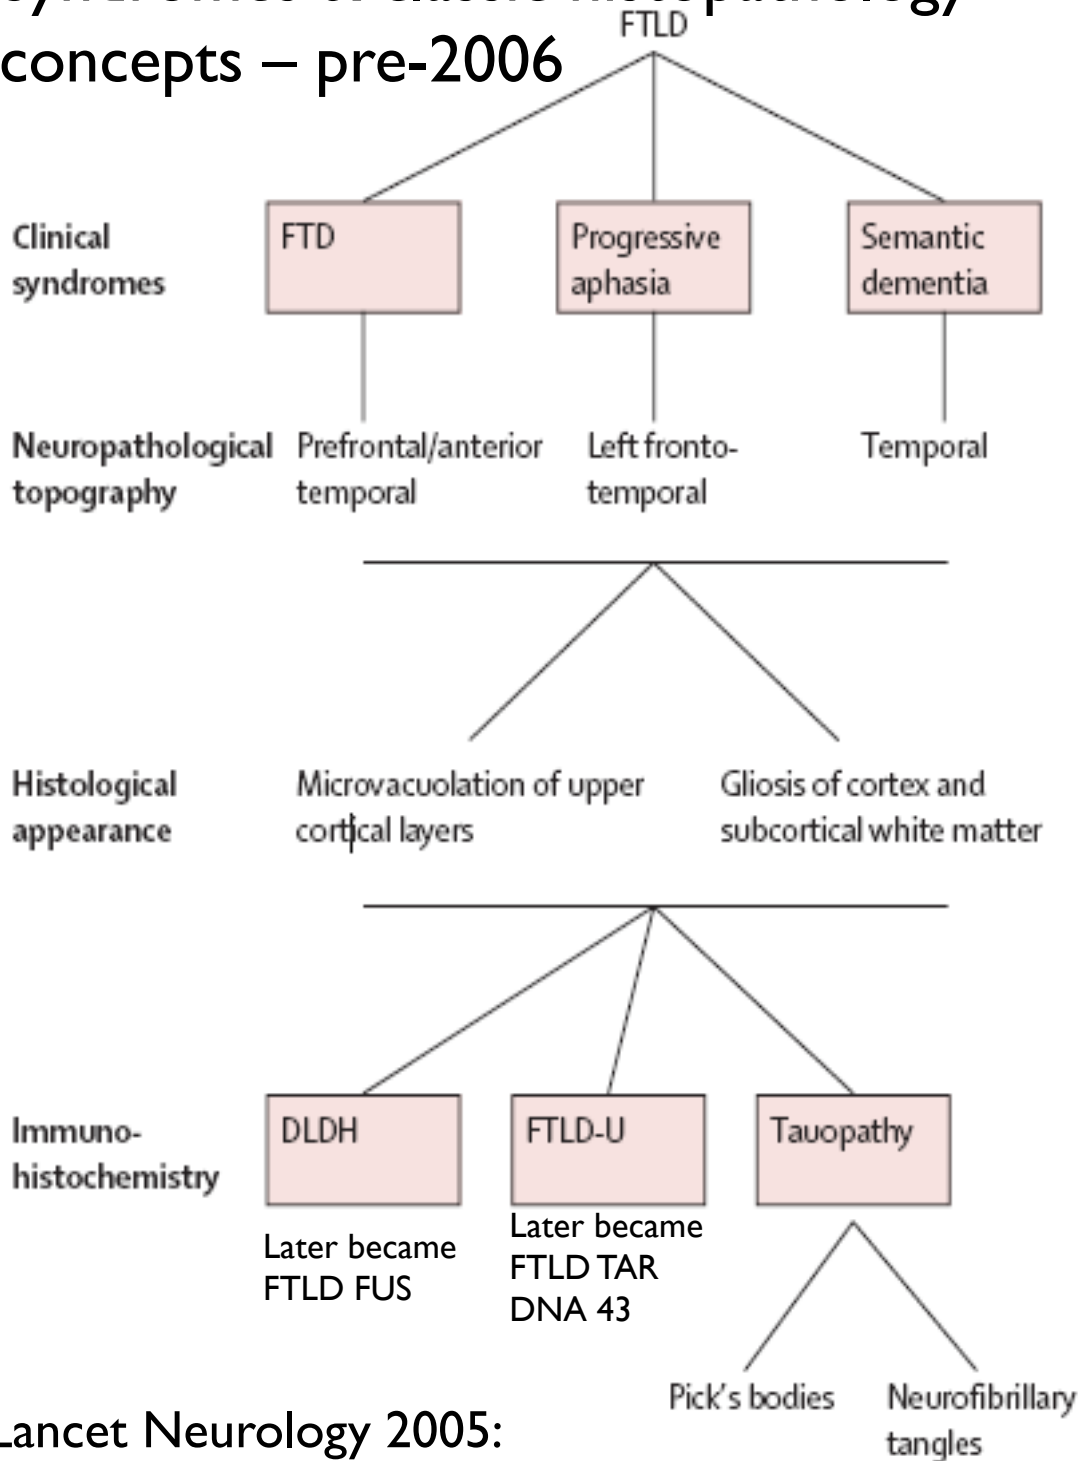 concepts – pre-2006
FTLD
Clinical
syndromes
FTD
Progressive
aphasia
Semantic
dementia
Neuropathological
topography
Prefrontal/anterior
temporal
Left fronto-
temporal
Temporal
Histological
appearance
Microvacuolation of upper
cortical layers
Gliosis of cortex and
subcortical white matter
Immuno-
histochemistry
DLDH
FTLD-U
Tauopathy
Later became
FTLD FUS
Later became
FTLD TAR
DNA 43
Pick's bodies
Neurofibrillary
tangles
Lancet Neurology 2005: